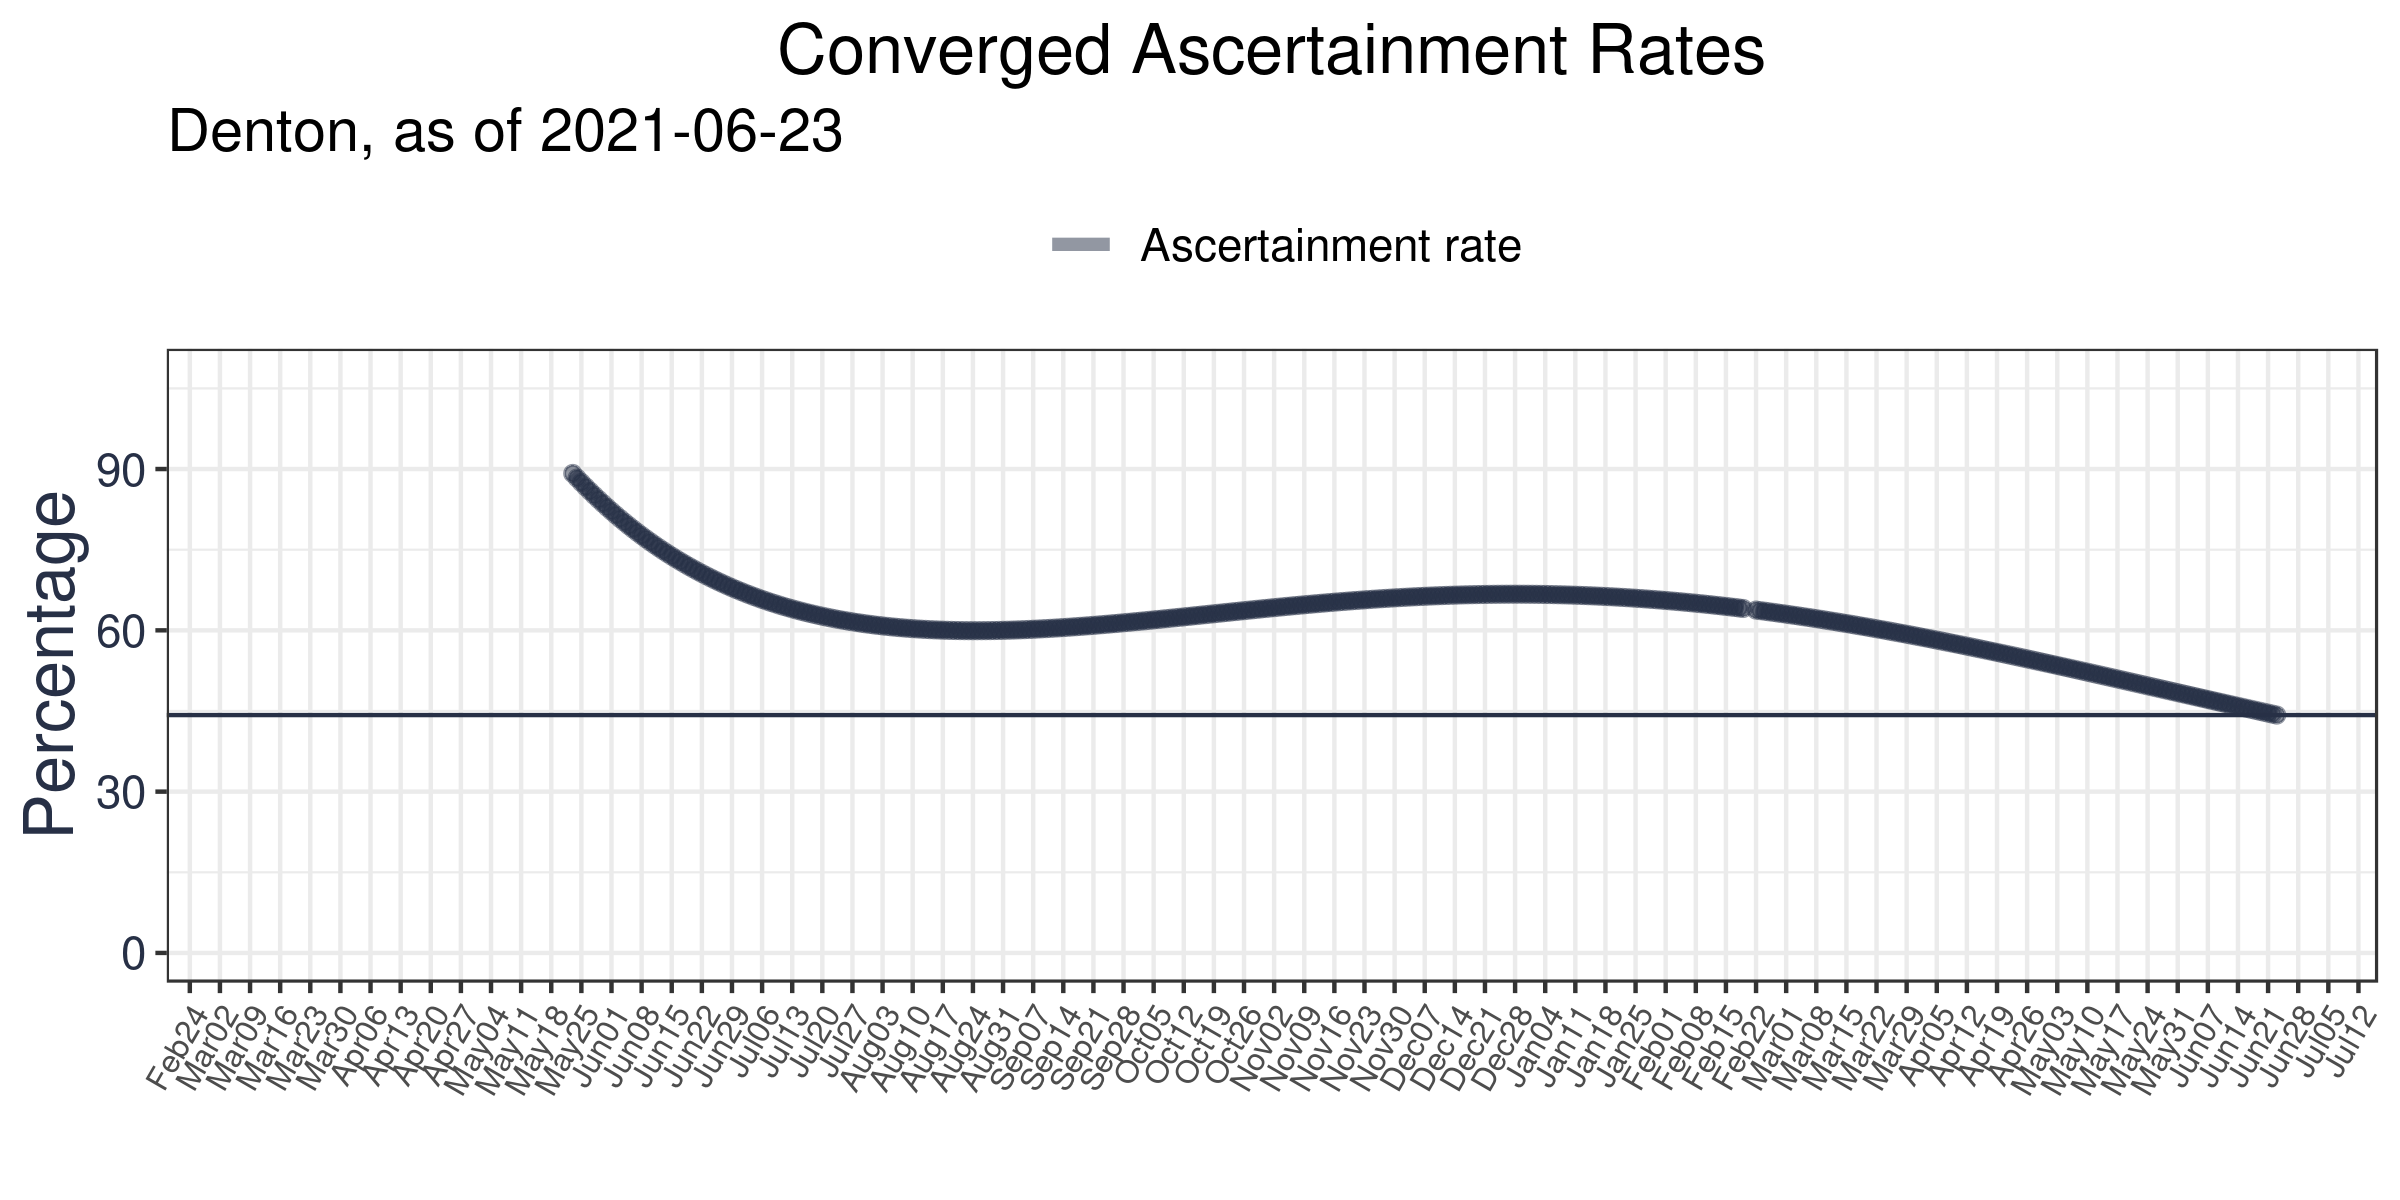 Converged Ascertainment Rates
Denton, as of 2021-06-23
Ascertainment rate
Percentage
90
60
30
0
Feb24
Mar02
Mar09
Mar16
Mar23
Mar30
Apr06
Apr13
Apr20
Apr27
May04
May11
May18
May25
Jun01
Jun08
Jun15
Jun22
Jun29
Jul06
Jul13
Jul20
Jul27
Aug03
Aug10
Aug17
Aug24
Aug31
Sep07
Sep14
Sep21
Sep28
Oct05
Oct12
Oct19
Oct26
Nov02
Nov09
Nov16
Nov23
Nov30
Dec07
Dec14
Dec21
Dec28
Jan04
Jan11
Jan18
Jan25
Feb01
Feb08
Feb15
Feb22
Mar01
Mar08
Mar15
Mar22
Mar29
Apr05
Apr12
Apr19
Apr26
May03
May10
May17
May24
May31
Jun07
Jun14
Jun21
Jun28
Jul05
Jul12